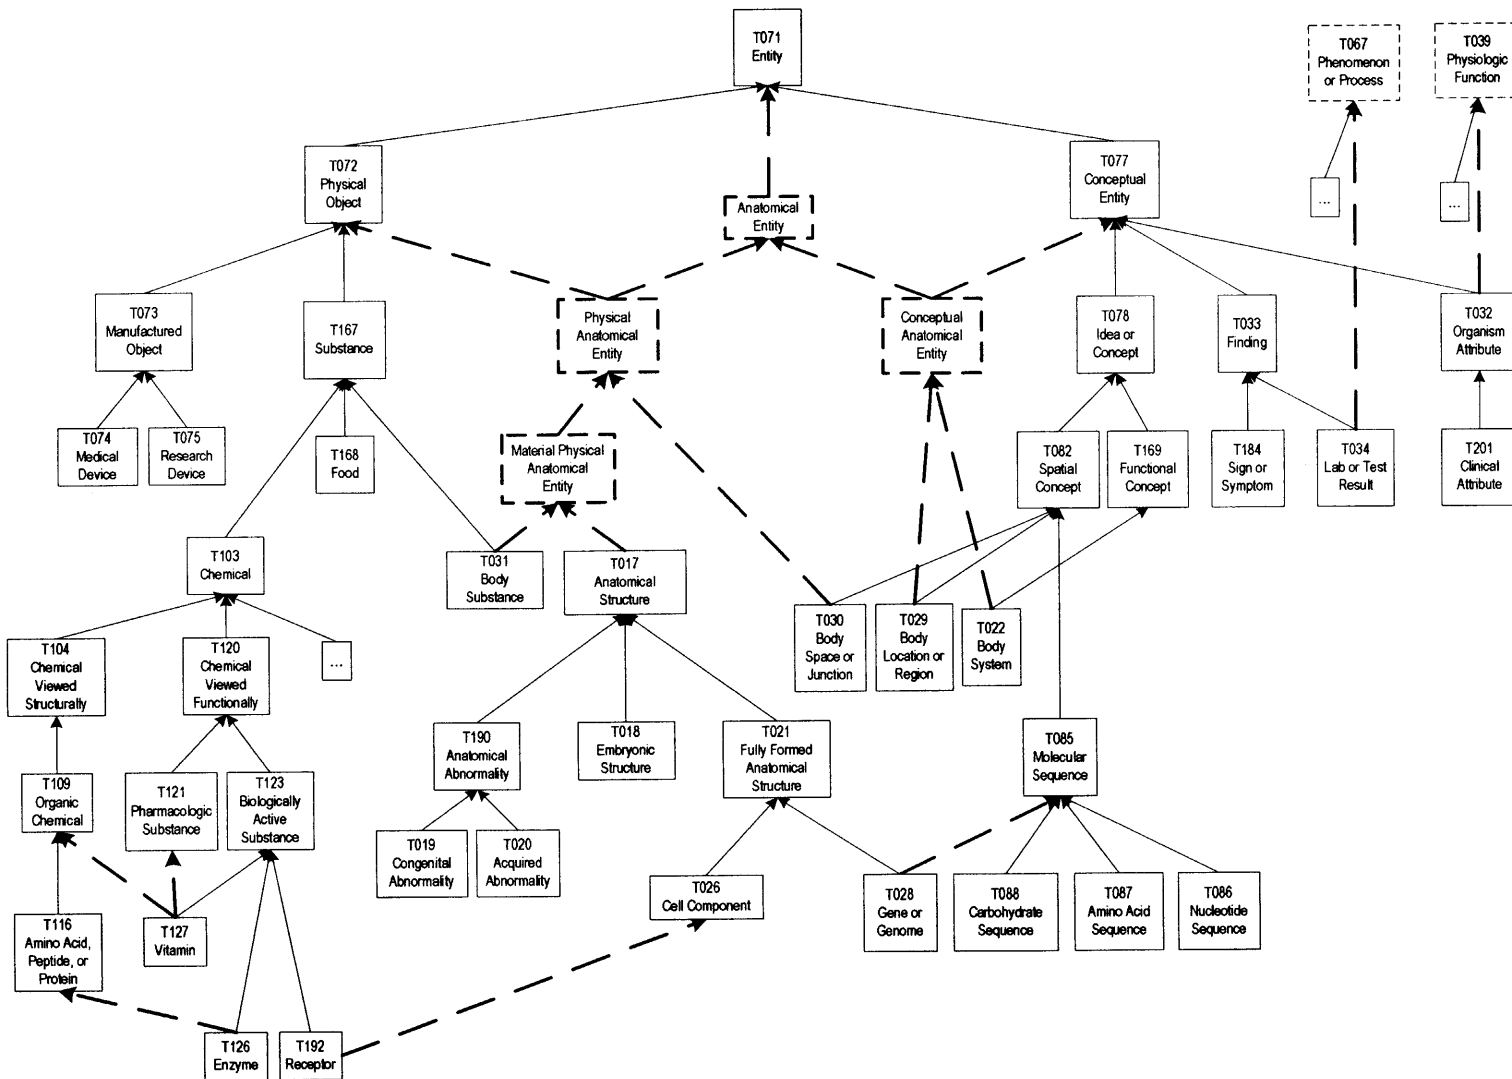 T071
Entity
T067
Phenomenon
or Process
T039
Physiologic
Function
T072
Physical
Object
T077
Conceptual
Entity
...
...
Anatomical
Entity
T073
Manufactured
Object
T167
Substance
Physical
Anatomical
Entity
Conceptual
Anatomical
Entity
T078
Idea or
Concept
T033
Finding
T032
Organism
Attribute
T074
Medical
Device
T075
Research
Device
T168
Food
Material Physical
Anatomical
Entity
T082
Spatial
Concept
T169
Functional
Concept
T184
Sign or
Symptom
T034
Lab or Test
Result
T201
Clinical
Attribute
T103
Chemical
T031
Body
Substance
T017
Anatomical
Structure
T030
Body
Space or
Junction
T029
Body
Location or
Region
T022
Body
System
T104
Chemical
Viewed
Structurally
T120
Chemical
Viewed
Functionally
...
T190
Anatomical
Abnormality
T018
Embryonic
Structure
T021
Fully Formed
Anatomical
Structure
T085
Molecular
Sequence
T109
Organic
Chemical
T121
Pharmacologic
Substance
T123
Biologically
Active
Substance
T019
Congenital
Abnormality
T020
Acquired
Abnormality
T026
Cell Component
T028
Gene or
Genome
T088
Carbohydrate
Sequence
T087
Amino Acid
Sequence
T086
Nucleotide
Sequence
T116
Amino Acid,
Peptide, or
Protein
T127
Vitamin
T126
Enzyme
T192
Receptor